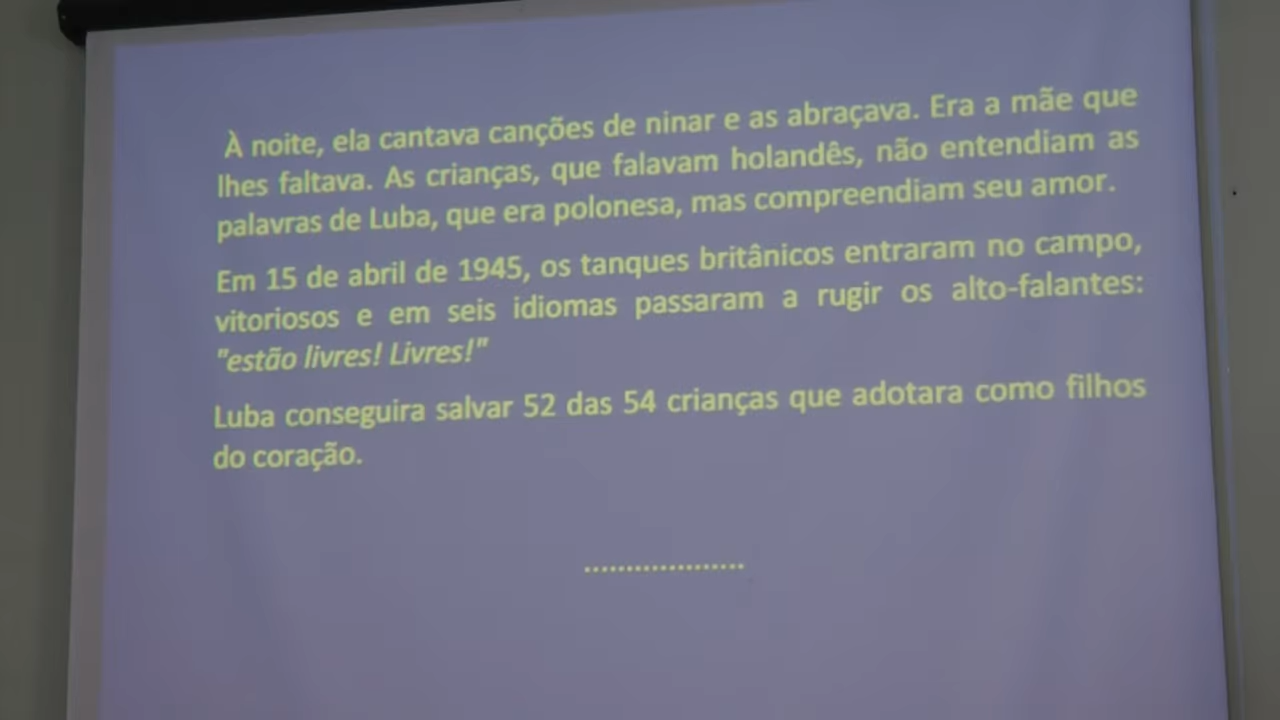 À noite, ela cantava canções de ninar e as abraçava. Era a mãe que
lhes faltava. As crianças, que falavam holandês, não entendiam as
palavras de Luba, que era polonesa, mas compreendiam seu amor.
Em 15 de abril de 1945, os tanques britânicos entraram no campo,
vitoriosos e em seis idiomas passaram a rugir os alto-falantes:
"estão livres! Livres!"
Luba conseguira salvar 52 das 54 crianças que adotara como filhos
do coração.
...................